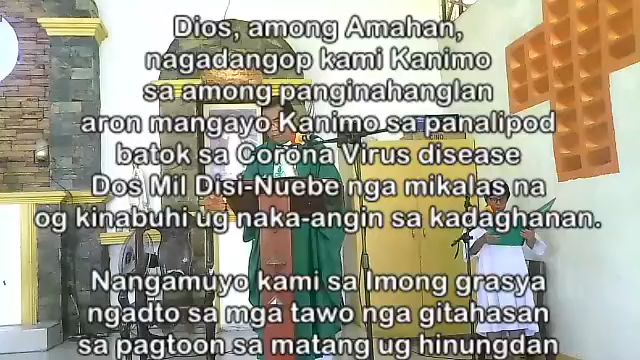 Dios, among Amahan,
nagadangop kami Kanimo
sa among panginahanglan
aron mangayo Kanimo sa panalipod
batok sa Corona Virus disease
Dos Mil Disi-Nuebe nga mikalas na
og kinabuhi ug naka-angin sa kadaghanan.
Nangamuyo kami sa Imong grasya
ngadto sa mga tawo nga gitahasan
sa pagtoon sa matang ug hinungdan